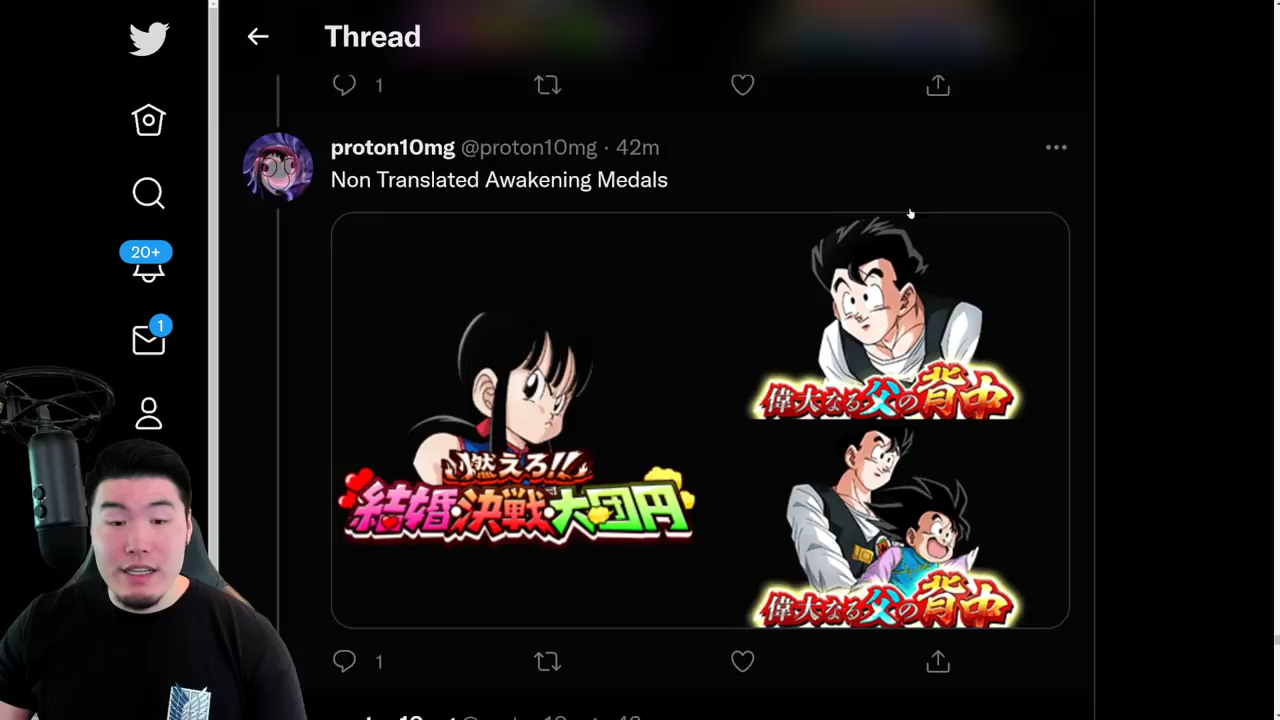 Thread
1
proton10mg @proton10mg · 42m
Non Translated Awakening Medals
20+
1
燃えろ!!
結婚・決戦・大団円
偉大なる父の背中
偉大なる父の背中
1